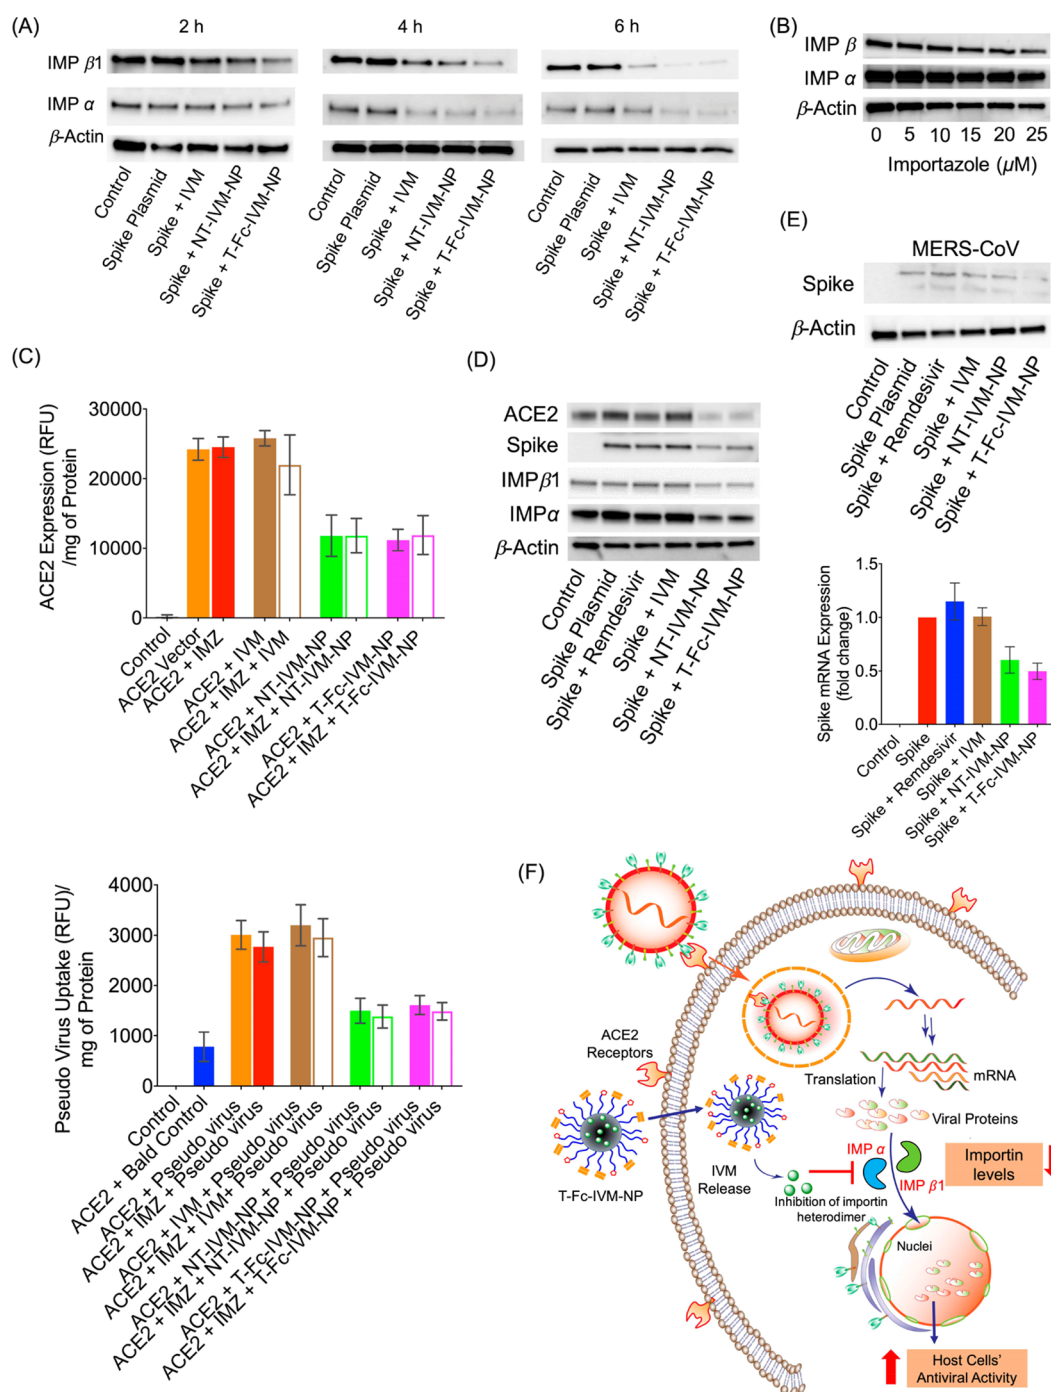 (A)
2 h
4 h
6 h
IMP β1
IMP α
β-Actin
Control
Spike Plasmid
Spike + IVM
Spike + NT-IVM-NP
Spike + T-Fc-IVM-NP
Control
Spike Plasmid
Spike + IVM
Spike + NT-IVM-NP
Spike + T-Fc-IVM-NP
Control
Spike Plasmid
Spike + IVM
Spike + NT-IVM-NP
Spike + T-Fc-IVM-NP
(B)
IMP β
IMP α
β-Actin
0 5 10 15 20 25
Importazole (µM)
(C)
ACE2 Expression (RFU)
/mg of Protein
30000
20000
10000
0
Control
ACE2 Vector
ACE2 + IMZ
ACE2 + IVM
ACE2 + IMZ + IVM
ACE2 + NT-IVM-NP
ACE2 + IMZ + NT-IVM-NP
ACE2 + T-Fc-IVM-NP
ACE2 + IMZ + T-Fc-IVM-NP
Pseudo Virus Uptake (RFU)/
mg of Protein
4000
3000
2000
1000
0
Control
ACE2 + Bald Control
ACE2 + Pseudo virus
ACE2 + IMZ + Pseudo virus
ACE2 + IVM + Pseudo virus
ACE2 + IMZ + IVM+ Pseudo virus
ACE2 + NT-IVM-NP + Pseudo virus
ACE2 + IMZ + NT-IVM-NP + Pseudo virus
ACE2 + T-Fc-IVM-NP + Pseudo virus
ACE2 + IMZ + T-Fc-IVM-NP + Pseudo virus
(D)
ACE2
Spike
IMPβ1
IMPα
β-Actin
Control
Spike Plasmid
Spike + Remdesivir
Spike + IVM
Spike + NT-IVM-NP
Spike + T-Fc-IVM-NP
(E)
MERS-CoV
Spike
β-Actin
Control
Spike Plasmid
Spike + Remdesivir
Spike + IVM
Spike + NT-IVM-NP
Spike + T-Fc-IVM-NP
Spike mRNA Expression
(fold change)
1.5
1.0
0.5
0.0
Control
Spike
Spike + Remdesivir
Spike + IVM
Spike + NT-IVM-NP
Spike + T-Fc-IVM-NP
(F)
ACE2
Receptors
T-Fc-IVM-NP
IVM
Release
Translation
mRNA
Viral Proteins
IMP α
IMP β1
Importin
levels
Inhibition of importin
heterodimer
Nuclei
Host Cells'
Antiviral Activity